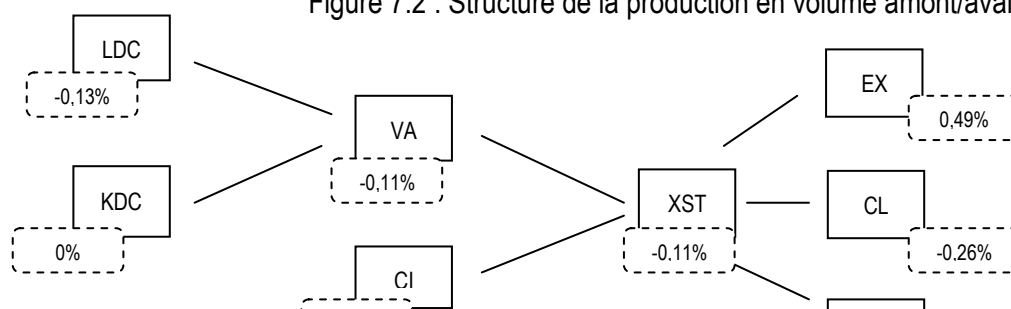 Figure 7.2 : Structure de la production en volume amont/aval
LDC
-0,13%
EX
0,49%
VA
-0,11%
KDC
0%
XST
-0,11%
CL
-0,26%
CI